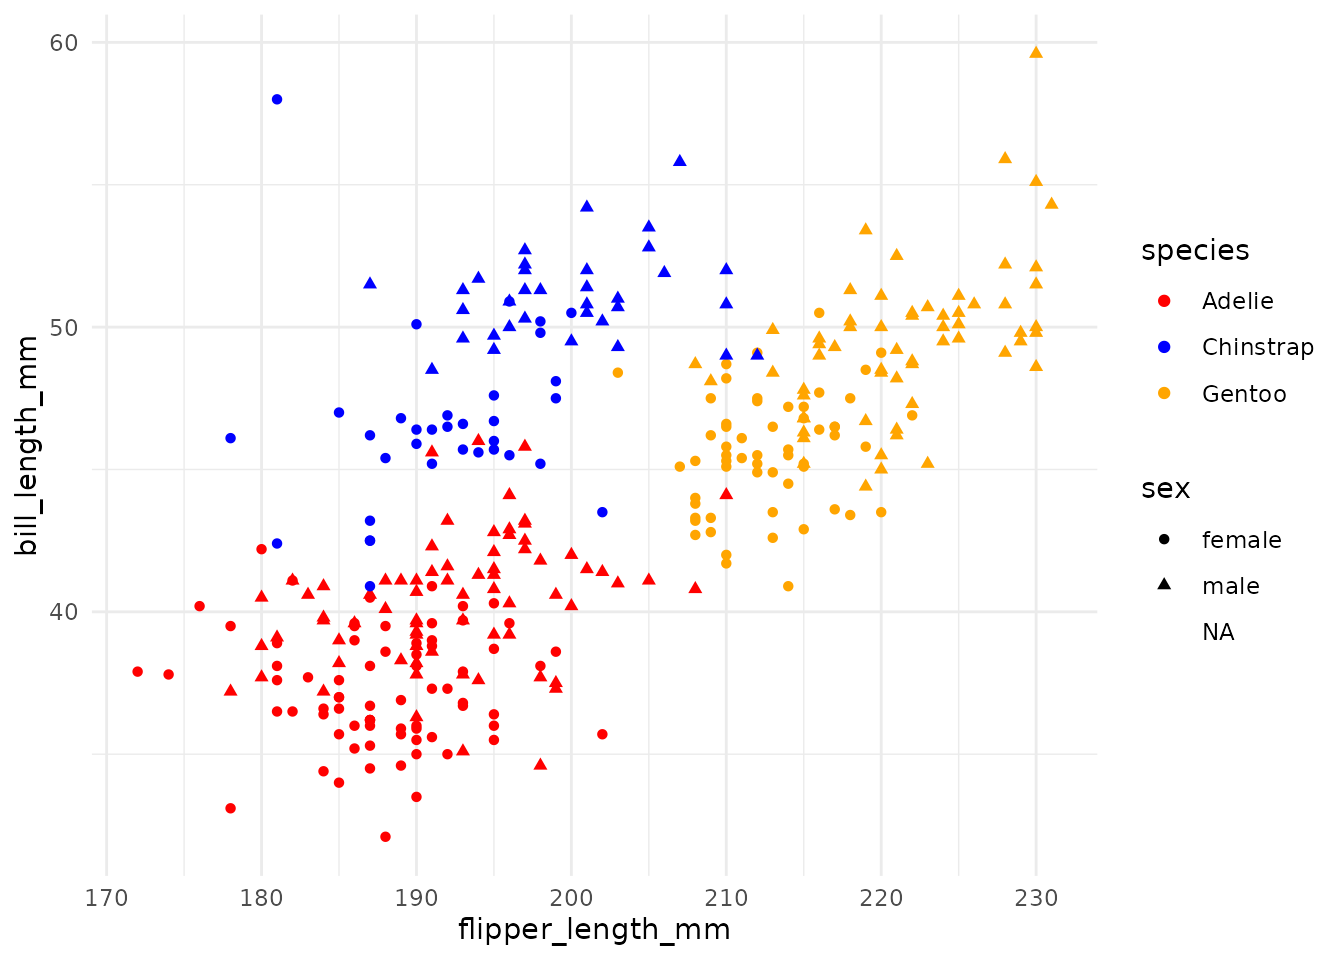 60
50
40
bill_length_mm
170 180 190 200 210 220 230
flipper_length_mm
species
Adelie
Chinstrap
Gentoo
sex
female
male
NA